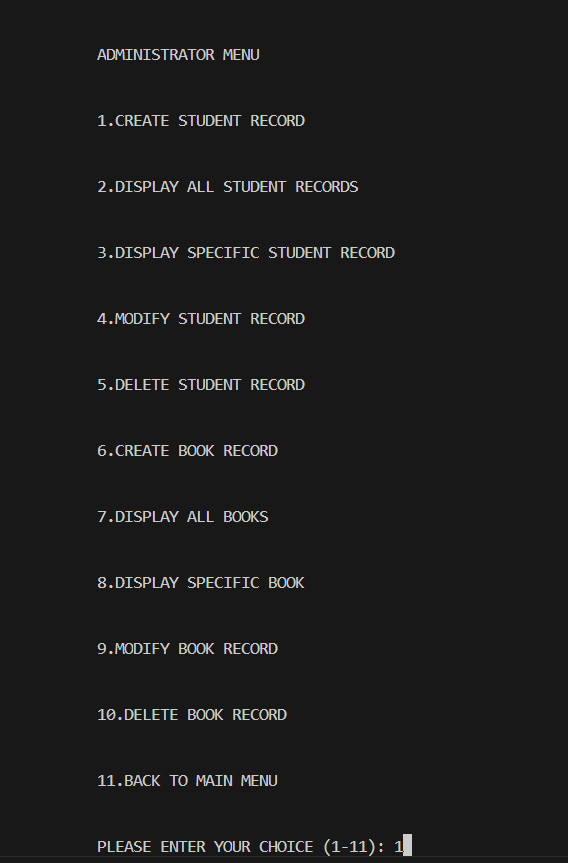 ADMINISTRATOR MENU
1.CREATE STUDENT RECORD
2.DISPLAY ALL STUDENT RECORDS
3.DISPLAY SPECIFIC STUDENT RECORD
4.MODIFY STUDENT RECORD
5.DELETE STUDENT RECORD
6.CREATE BOOK RECORD
7.DISPLAY ALL BOOKS
8.DISPLAY SPECIFIC BOOK
9.MODIFY BOOK RECORD
10.DELETE BOOK RECORD
11.BACK TO MAIN MENU
PLEASE ENTER YOUR CHOICE (1-11): 1